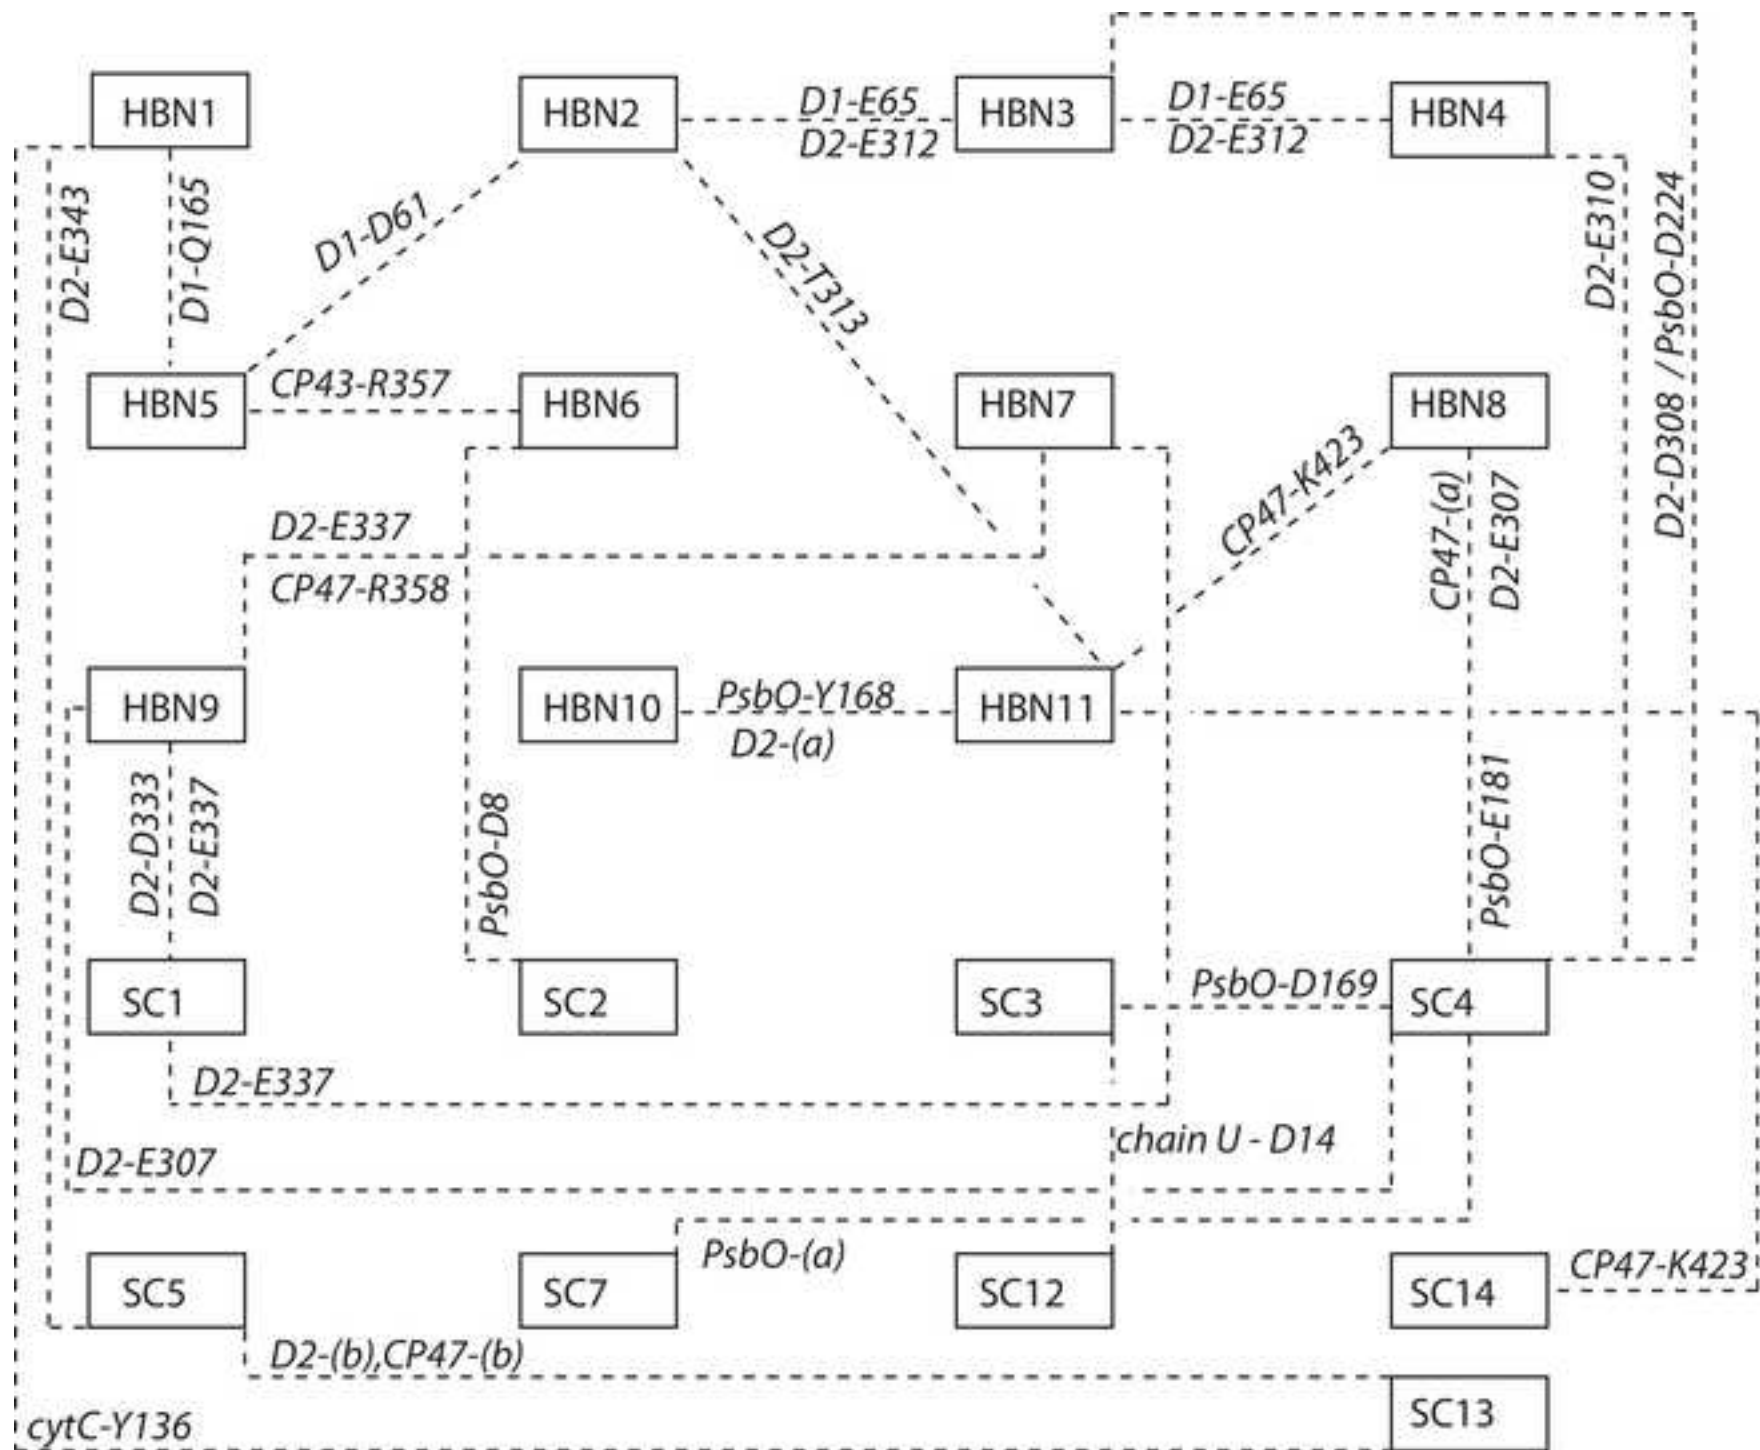 HBN1
HBN2
D1-E65
D2-E312
HBN3
D1-E65
D2-E312
HBN4
D2-E343
D1-Q165
D1-D61
D2-T313
D2-E310
D2-D308 / PsbO-D224
HBN5
CP43-R357
HBN6
HBN7
HBN8
CP47-K423
CP47-(a)
D2-E307
D2-E337
CP47-R358
HBN9
HBN10
PsbO-Y168
D2-(a)
HBN11
D2-D333
D2-E337
PsbO-D8
PsbO-E181
SC1
SC2
SC3
PsbO-D169
SC4
D2-E337
chain U - D14
D2-E307
PsbO-(a)
SC5
SC7
SC12
SC14
CP47-K423
D2-(b),CP47-(b)
SC13
cytC-Y136